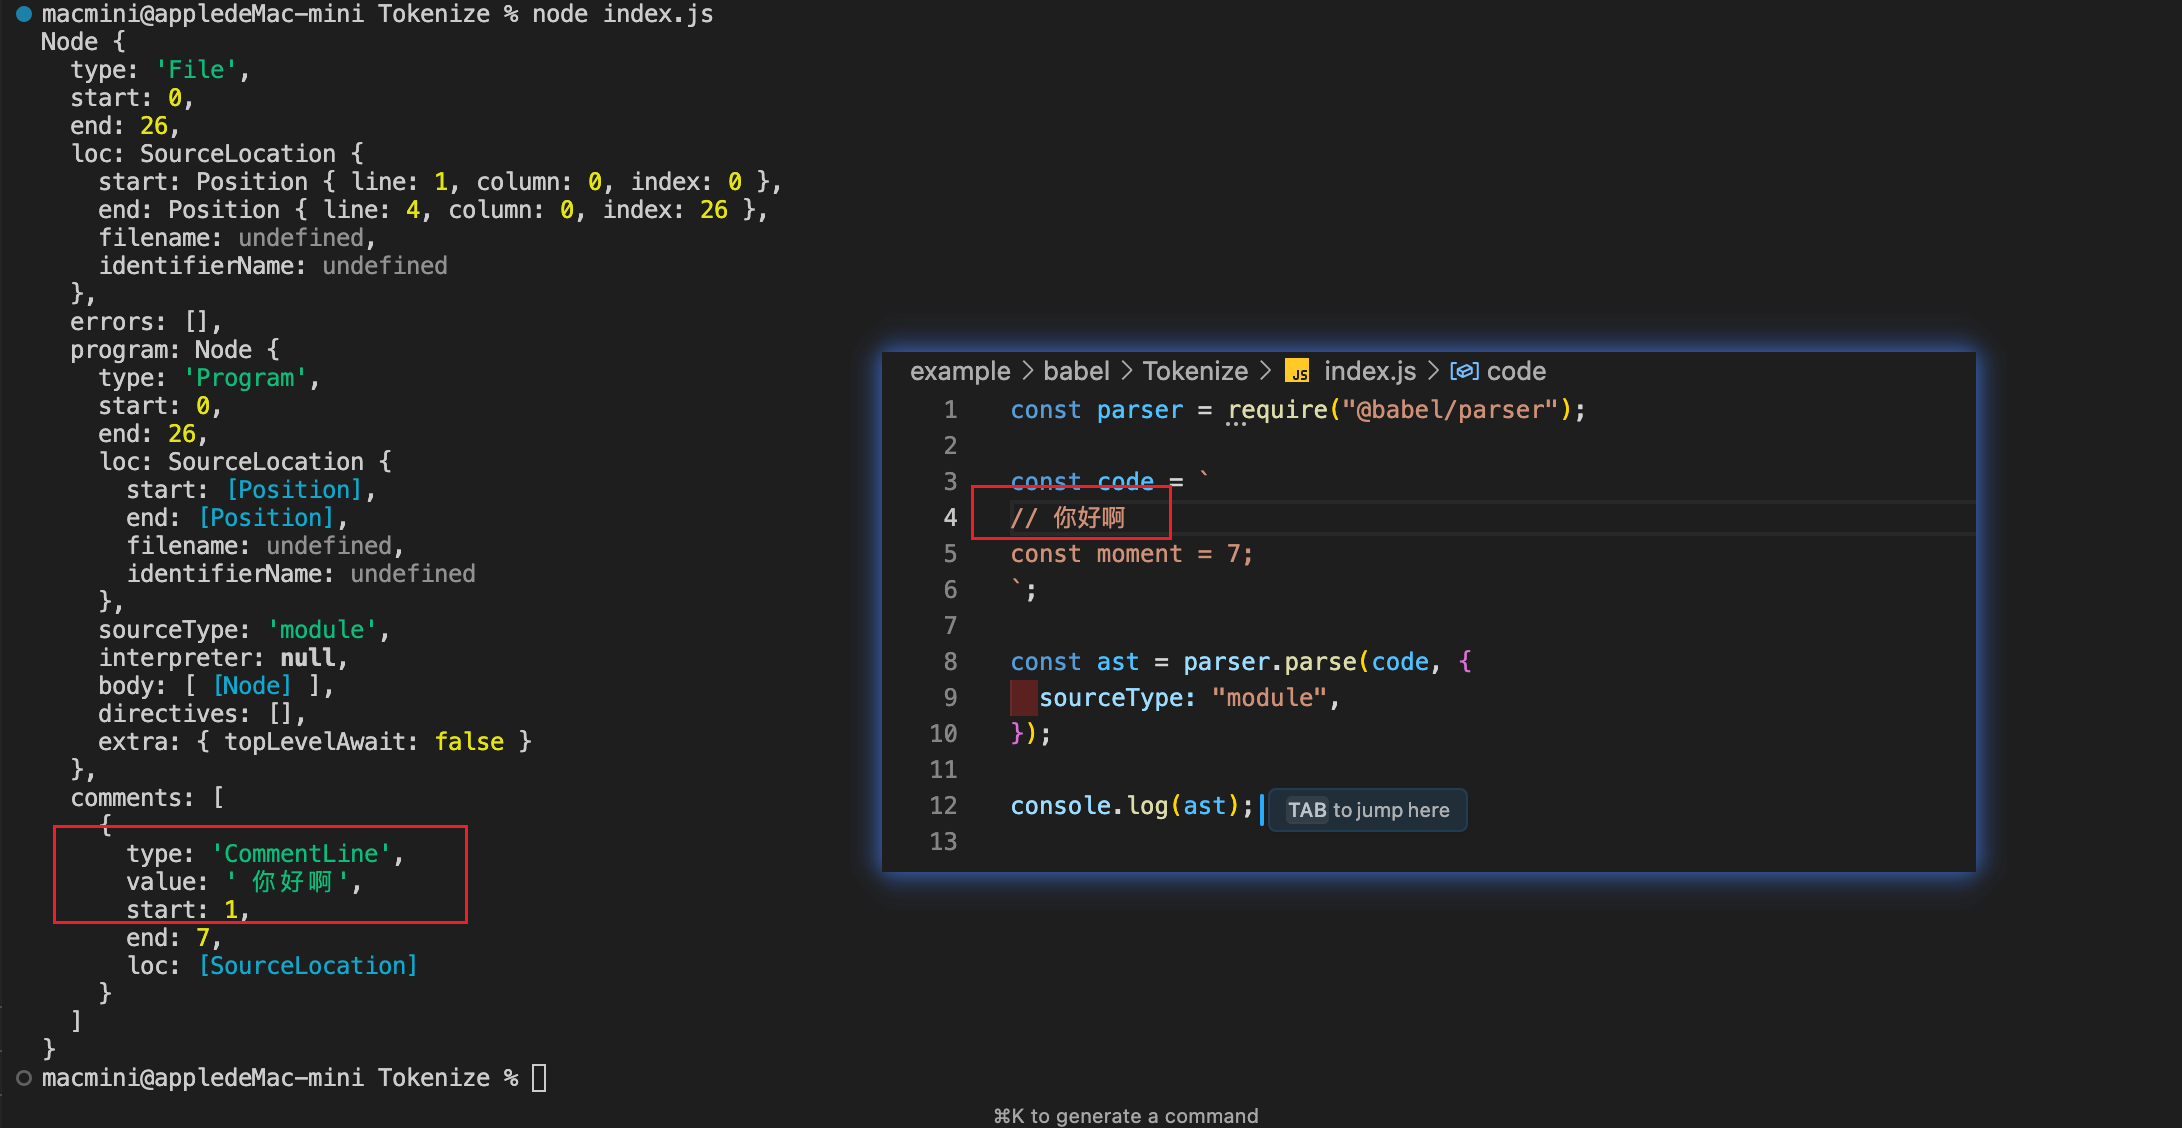 macmini@appledeMac-mini Tokenize % node index.js
Node {
  type: 'File',
  start: 0,
  end: 26,
  loc: SourceLocation {
    start: Position { line: 1, column: 0, index: 0 },
    end: Position { line: 4, column: 0, index: 26 },
    filename: undefined,
    identifierName: undefined
  },
  errors: [],
  program: Node {
    type: 'Program',
    start: 0,
    end: 26,
    loc: SourceLocation {
      start: [Position],
      end: [Position],
      filename: undefined,
      identifierName: undefined
    },
    sourceType: 'module',
    interpreter: null,
    body: [ [Node] ],
    directives: [],
    extra: { topLevelAwait: false }
  },
  comments: [
    {
      type: 'CommentLine',
      value: ' 你好啊',
      start: 1,
      end: 7,
      loc: [SourceLocation]
    }
  ]
}
macmini@appledeMac-mini Tokenize %
example > babel > Tokenize > JS index.js > code
1 const parser = require("@babel/parser");
2
3 const code = `
4 // 你好啊
5 const moment = 7;
6 `;
7
8 const ast = parser.parse(code, {
9   sourceType: "module",
10 });
11
12 console.log(ast); TAB to jump here
13
⌘K to generate a command